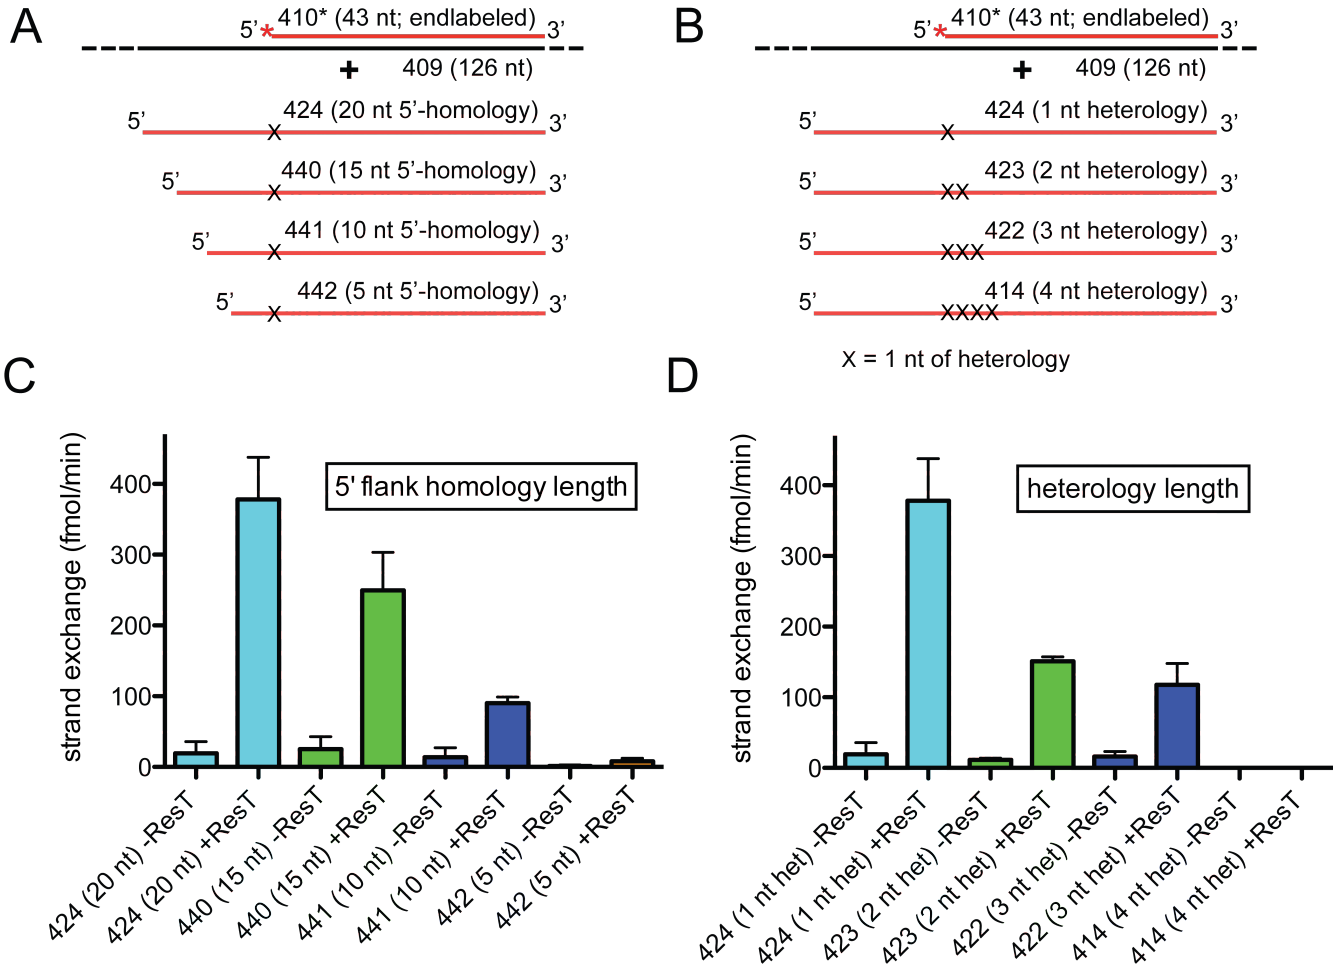 A
5’ * 410* (43 nt; endlabeled) 3’
+ 409 (126 nt)
424 (20 nt 5’-homology)
5’ X 3’
440 (15 nt 5’-homology)
5’ X 3’
441 (10 nt 5’-homology)
5’ X 3’
442 (5 nt 5’-homology)
5’ X 3’
B
5’ * 410* (43 nt; endlabeled) 3’
+ 409 (126 nt)
424 (1 nt heterology)
5’ X 3’
423 (2 nt heterology)
5’ XX 3’
422 (3 nt heterology)
5’ XXX 3’
414 (4 nt heterology)
5’ XXXX 3’
X = 1 nt of heterology
C
strand exchange (fmol/min)
400
300
200
100
0
5' flank homology length
424 (20 nt) -ResT
424 (20 nt) +ResT
440 (15 nt) -ResT
440 (15 nt) +ResT
441 (10 nt) -ResT
441 (10 nt) +ResT
442 (5 nt) -ResT
442 (5 nt) +ResT
D
strand exchange (fmol/min)
400
300
200
100
0
heterology length
424 (1 nt het) -ResT
424 (1 nt het) +ResT
423 (2 nt het) -ResT
423 (2 nt het) +ResT
422 (3 nt het) -ResT
422 (3 nt het) +ResT
414 (4 nt het) -ResT
414 (4 nt het) +ResT